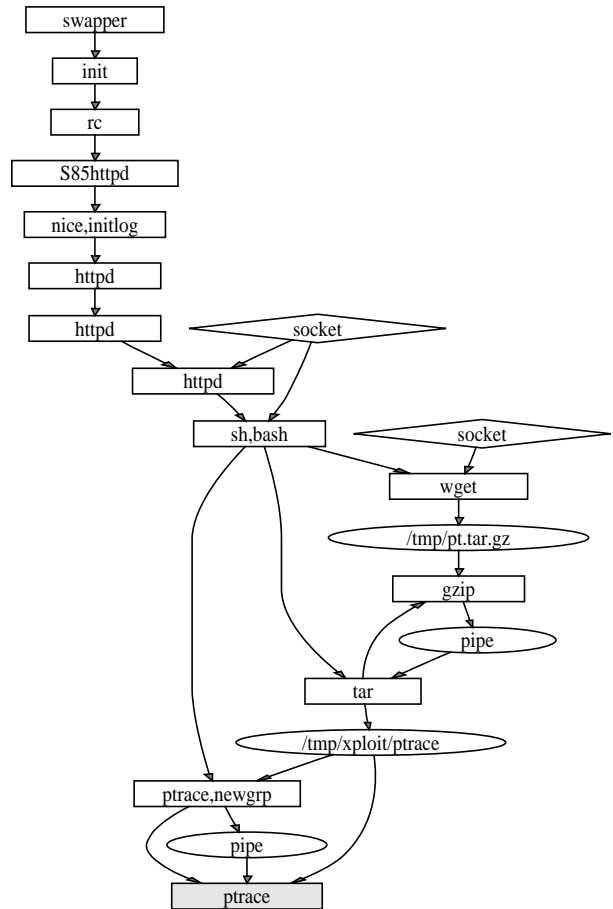 swapper
init
rc
S85httpd
nice,initlog
httpd
httpd
socket
httpd
sh,bash
socket
wget
/tmp/pt.tar.gz
gzip
pipe
tar
/tmp/xploit/ptrace
ptrace,newgrp
pipe
ptrace